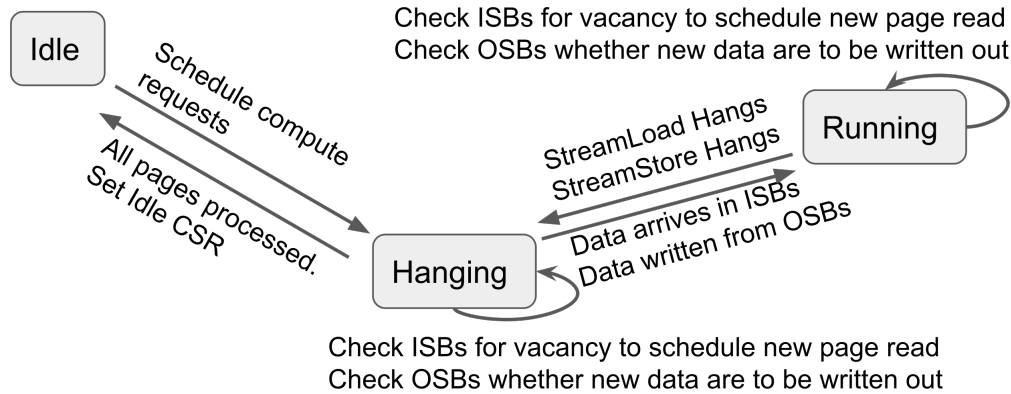 Check ISBs for vacancy to schedule new page read
Check OSBs whether new data are to be written out
Idle
Schedule compute
requests
Running
StreamLoad Hangs
StreamStore Hangs
All pages processed.
Set Idle CSR
Data arrives in ISBs
Data written from OSBs
Hanging
Check ISBs for vacancy to schedule new page read
Check OSBs whether new data are to be written out